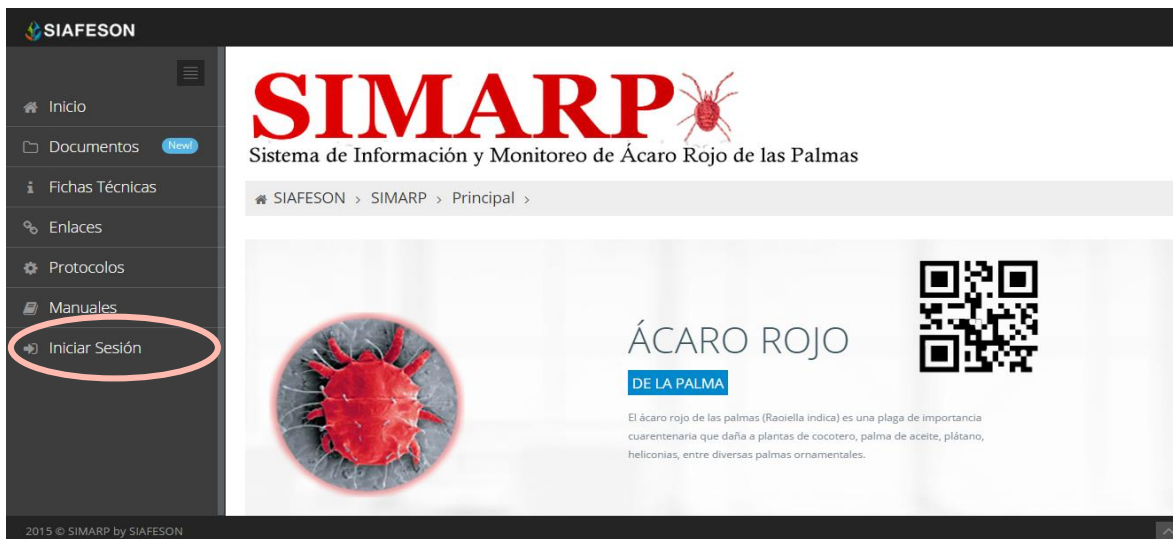 SIAFESON
Inicio
Documentos New!
Fichas Técnicas
Enlaces
Protocolos
Manuales
Iniciar Sesión
SIMARP
Sistema de Información y Monitoreo de Ácaro Rojo de las Palmas
SIAFESON > SIMARP > Principal >
ÁCARO ROJO
DE LA PALMA
El ácaro rojo de las palmas (Raoiella indica) es una plaga de importancia
cuarentenaria que daña a plantas de cocotero, palma de aceite, plátano,
heliconias, entre diversas palmas ornamentales.
2015 © SIMARP by SIAFESON